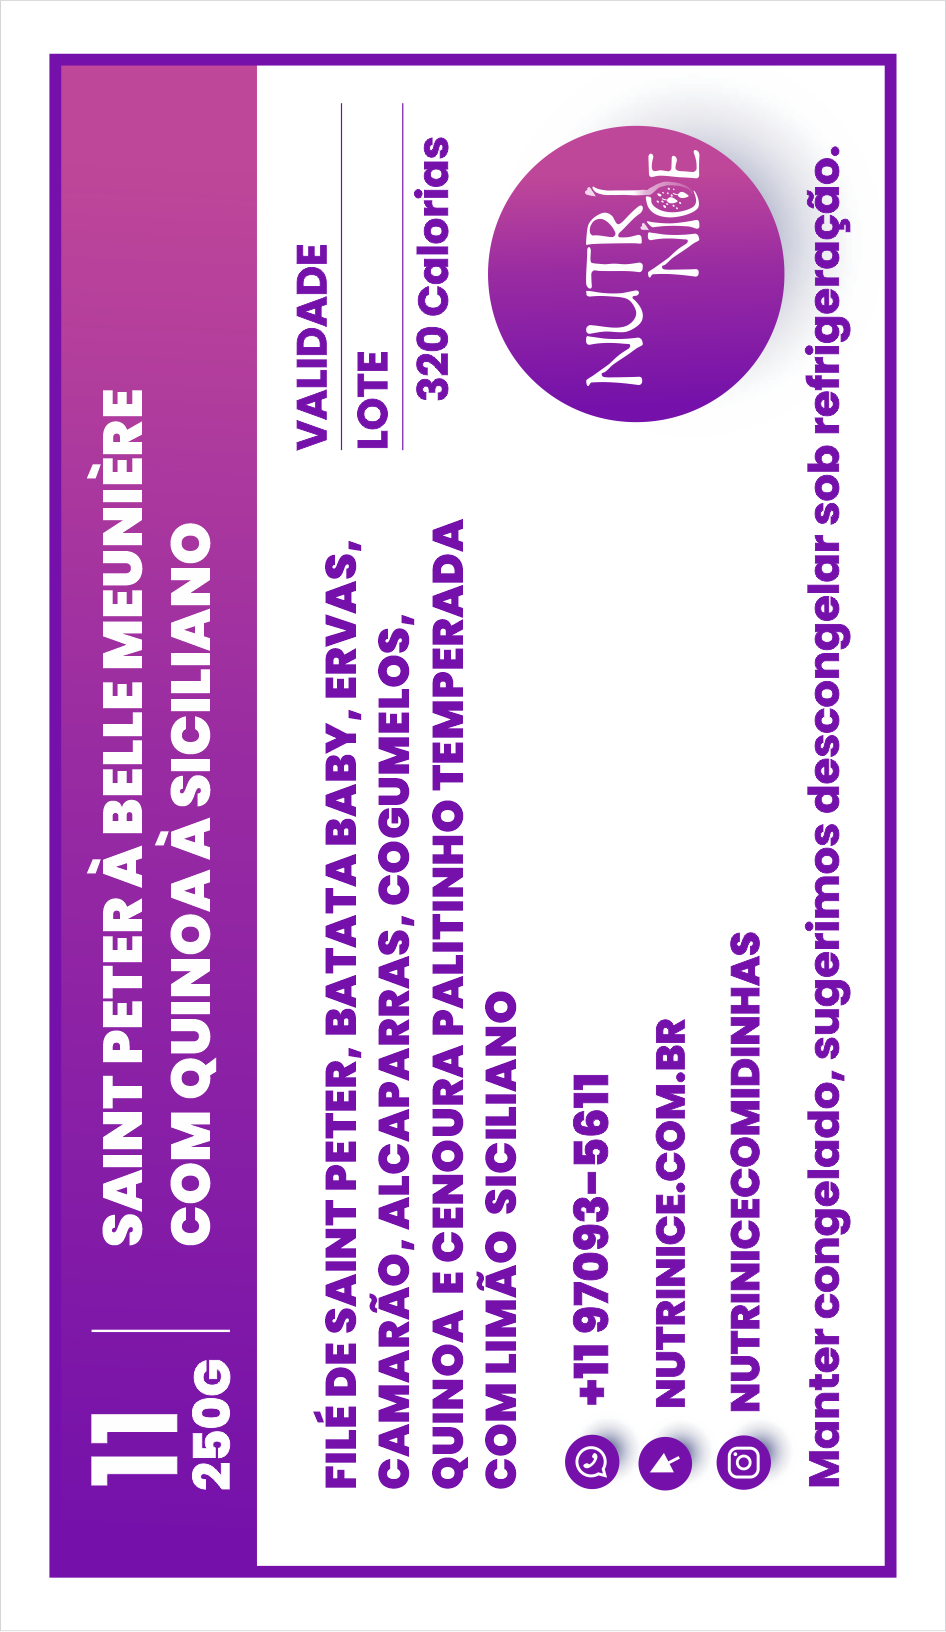 11
250G
SAINT PETER À BELLE MEUNIÈRE
COM QUINOA À SICILIANO
FILÉ DE SAINT PETER, BATATA BABY, ERVAS,
CAMARÃO, ALCAPARRAS, COGUMELOS,
QUINOA E CENOURA PALITINHO TEMPERADA
COM LIMÃO SICILIANO
VALIDADE
LOTE
320 Calorias
NUTRÍ
NICE
+11 97093-5611
NUTRINICE.COM.BR
NUTRINICECOMIDINHAS
Manter congelado, sugerimos descongelar sob refrigeração.